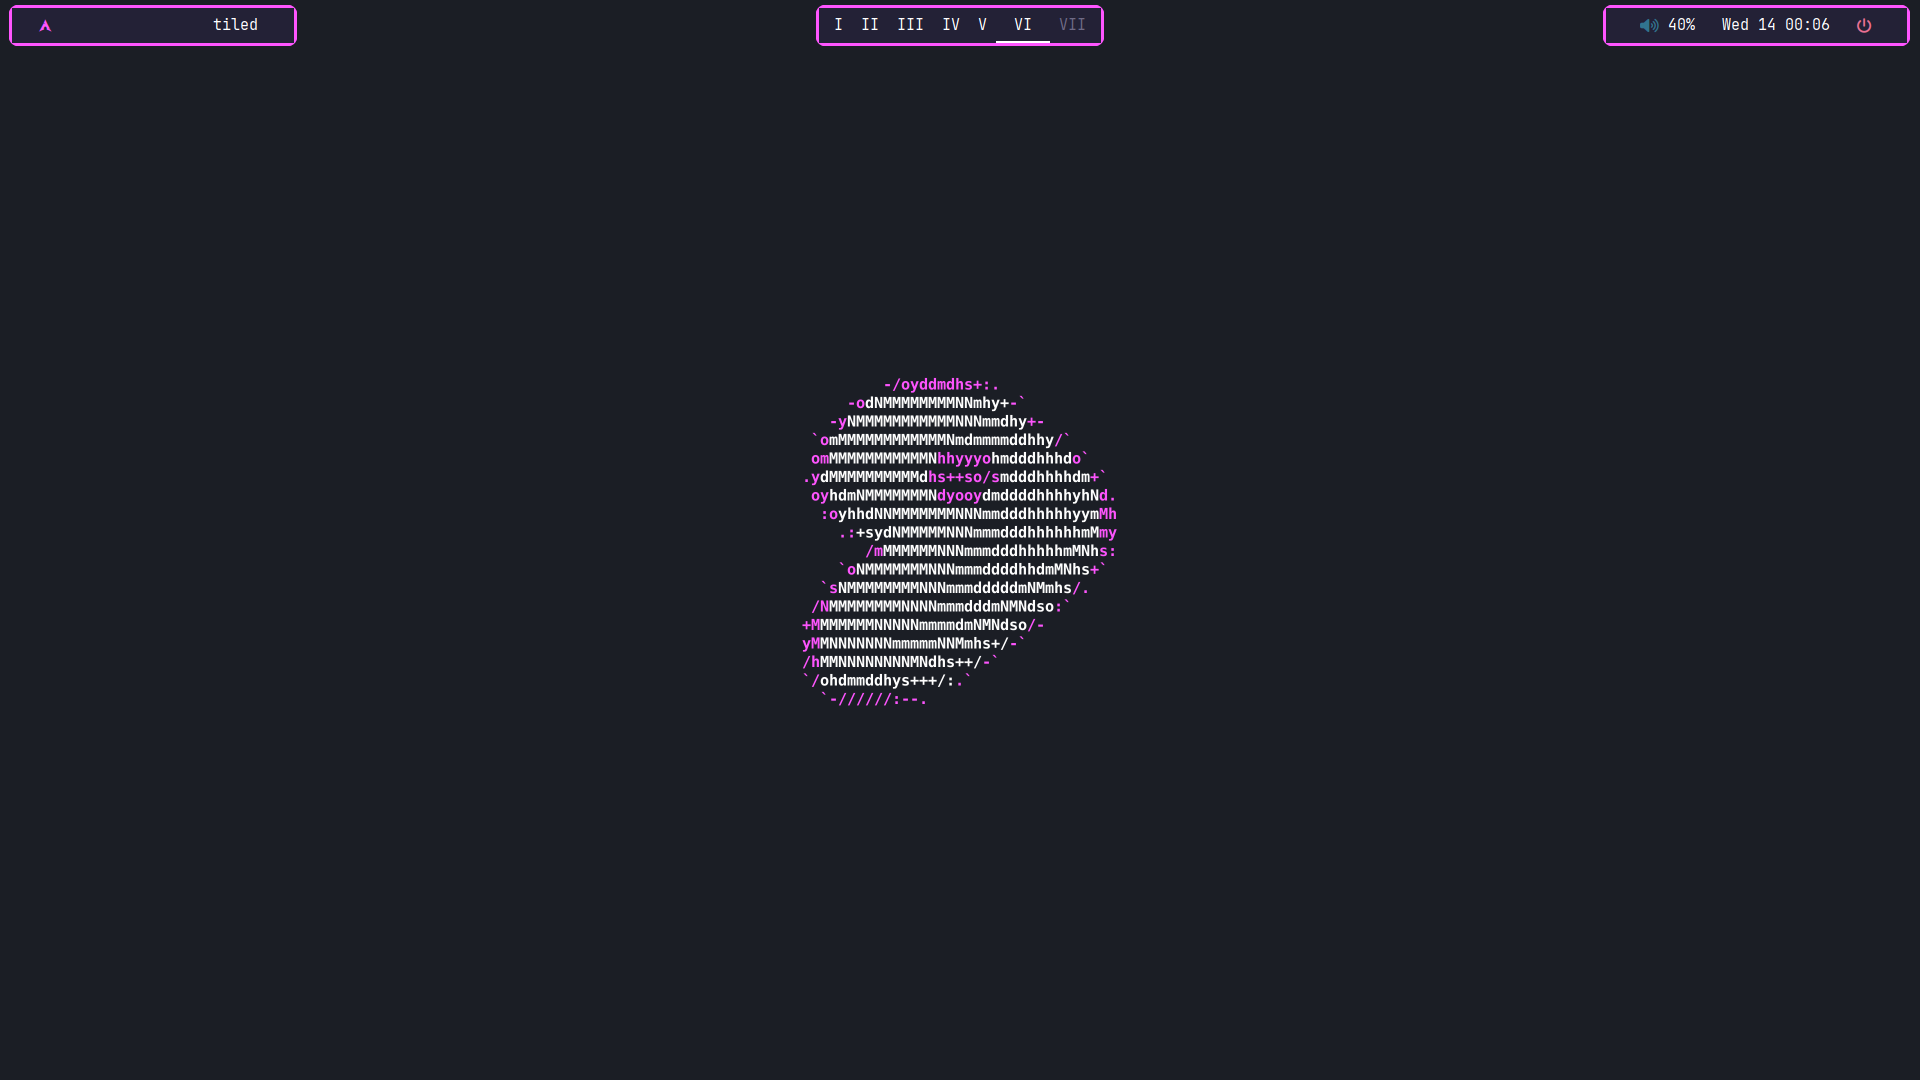 tiled
I II III IV V VI VII
40% Wed 14 00:06
-/oyddmdhs+:.
-odNMMMMMMMMNNmhy+-`
-yNMMMMMMMMMMMNNNmmdhy+-
`omMMMMMMMMMMMMNmdmmmmddhhy/`
omMMMMMMMMMMMNhhyyyohmdddhhhdo`
.ydMMMMMMMMMMdhs++so/smdddhhhhdm+`
oyhdmNMMMMMMMNdyooydmddddhhhhyhNd.
:oyhhdNNMMMMMMMNNNmmdddhhhhhyymMh
.:+sydNMMMMMNNNmmmdddhhhhhhmMmy
/mMMMMMMNNNmmmdddhhhhhmMNhs:
`oNMMMMMMMNNNmmmddddhhdmMNhs+`
`sNMMMMMMMMNNNmmmdddddmNMmhs/.
/NMMMMMMMMNNNNmmmdddmNMNdso:`
+MMMMMMMNNNNNmmmmdmNMNdso/-
yMMNNNNNNNmmmmmNNMmhs+/-`
/hMMNNNNNNNNMNdhs++/-`
`/ohdmmddhys+++/:.`
`-//////:--.